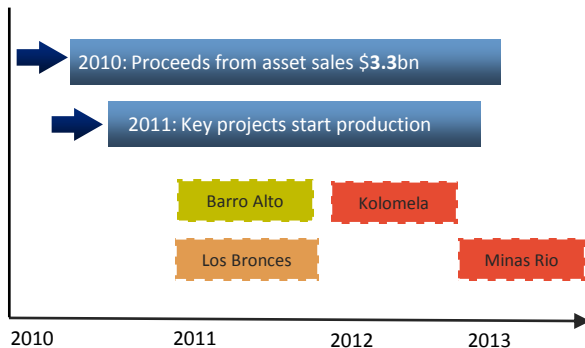 2010: Proceeds from asset sales $3.3bn
2011: Key projects start production
Barro Alto
Kolomela
Los Bronces
Minas Rio
2010
2011
2012
2013